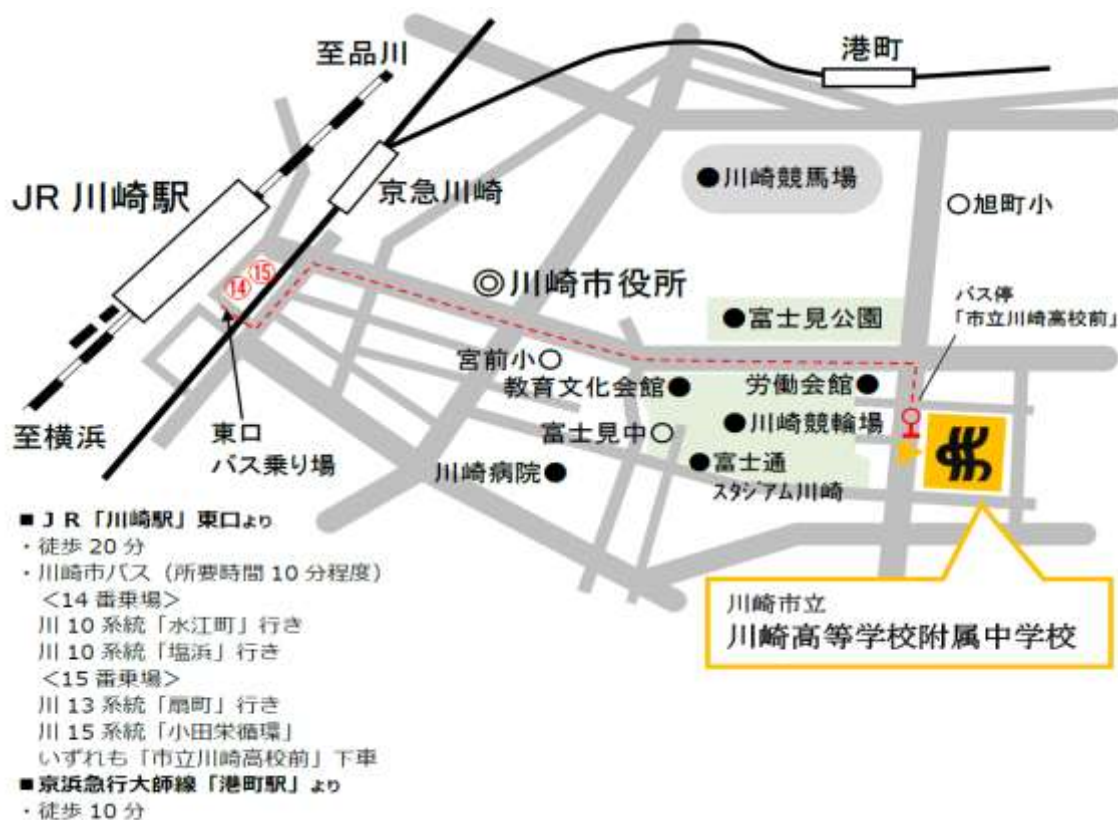 至品川
港町
JR 川崎駅
京急川崎
●川崎競馬場
○旭町小
⑭ ⑮
◎川崎市役所
バス停
「市立川崎高校前」
●富士見公園
宮前小○
教育文化会館●
労働会館●
至横浜
東口
バス乗り場
富士見中○
●川崎競輪場
川崎病院●
●富士通
スタジアム川崎
川崎市立
川崎高等学校附属中学校
■ＪＲ「川崎駅」東口より
・徒歩 20 分
・川崎市バス（所要時間 10 分程度）
＜14 番乗場＞
川 10 系統「水江町」行き
川 10 系統「塩浜」行き
＜15 番乗場＞
川 13 系統「扇町」行き
川 15 系統「小田栄循環」
いずれも「市立川崎高校前」下車
■京浜急行大師線「港町駅」より
・徒歩 10 分